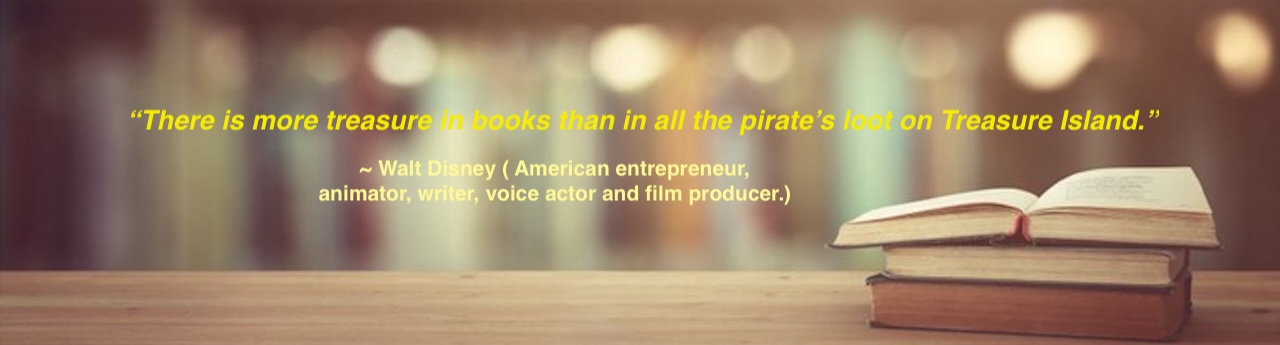 “There is more treasure in books than in all the pirate’s loot on Treasure Island.”
~ Walt Disney ( American entrepreneur,
animator, writer, voice actor and film producer.)